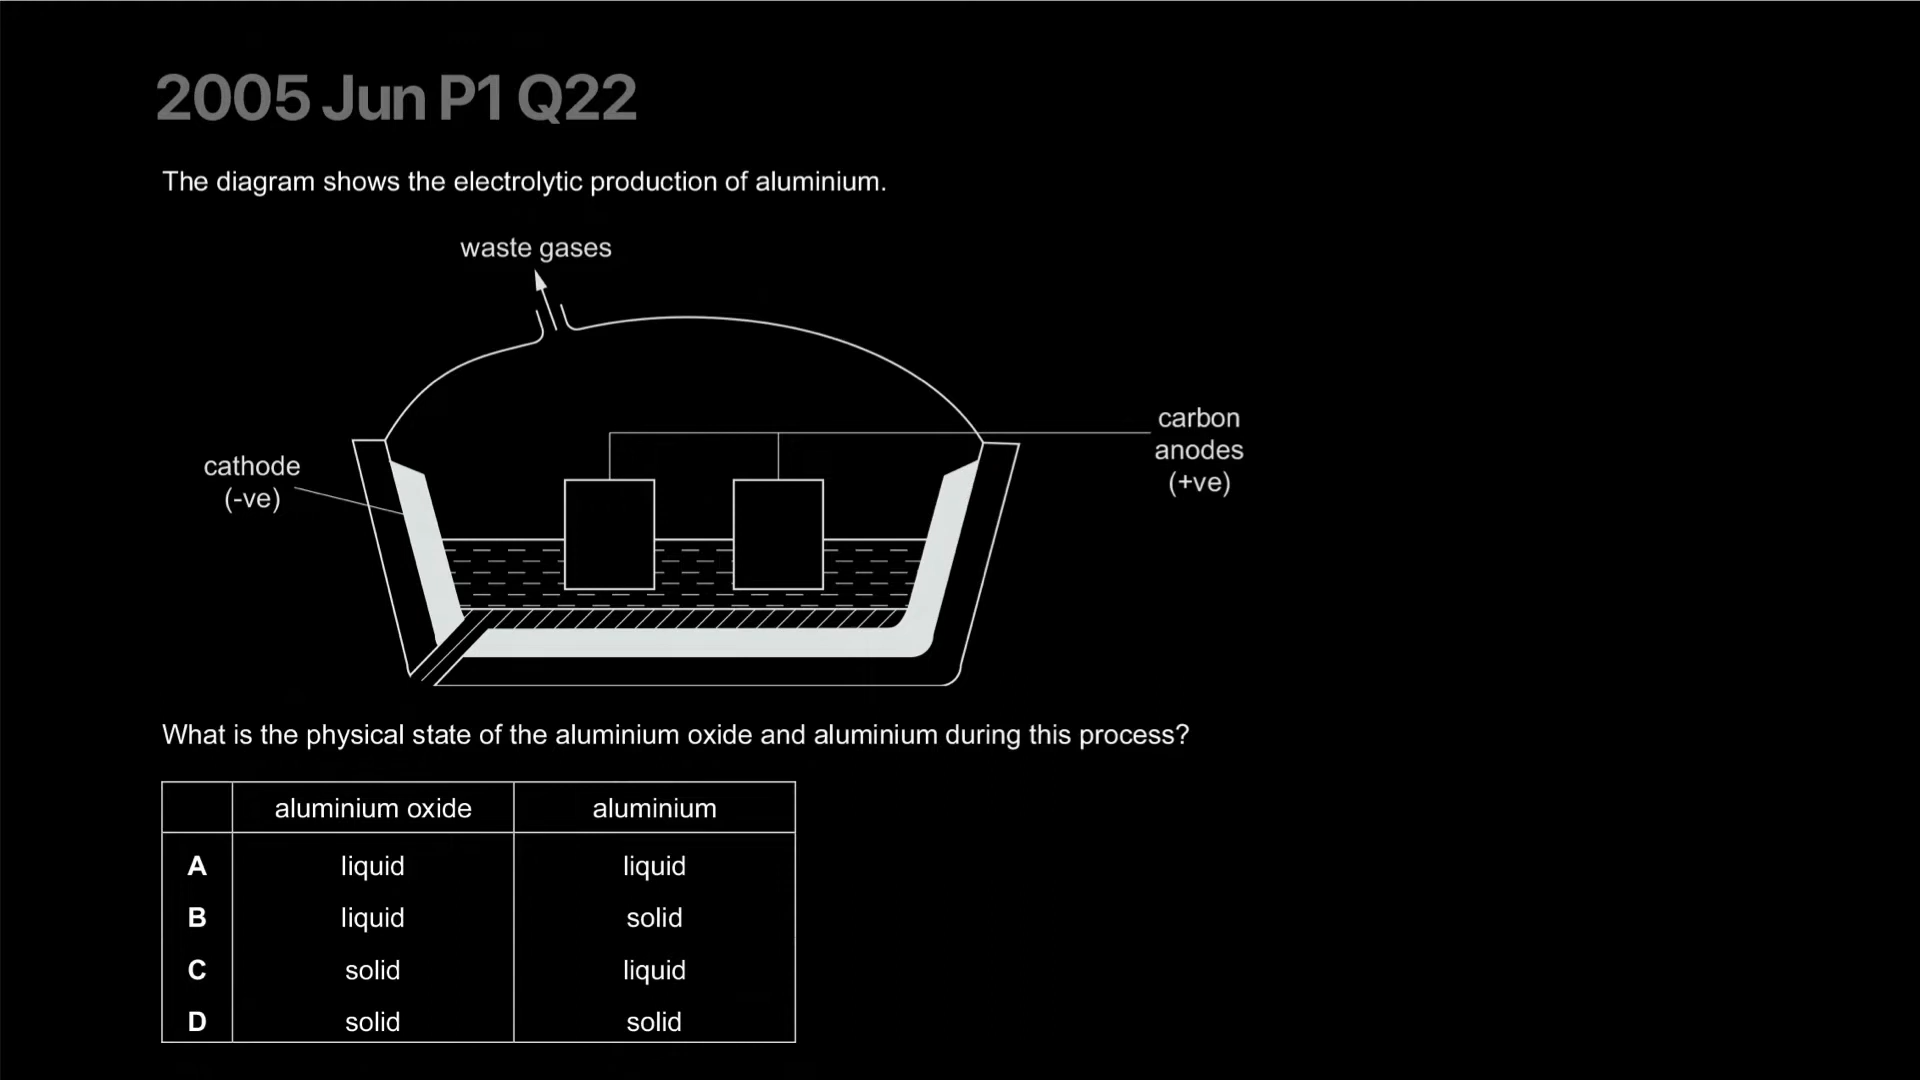 2005 Jun P1 Q22
The diagram shows the electrolytic production of aluminium.
waste gases
carbon
anodes
(+ve)
cathode
(-ve)
What is the physical state of the aluminium oxide and aluminium during this process?
aluminium oxide aluminium
A liquid liquid
B liquid solid
C solid liquid
D solid solid